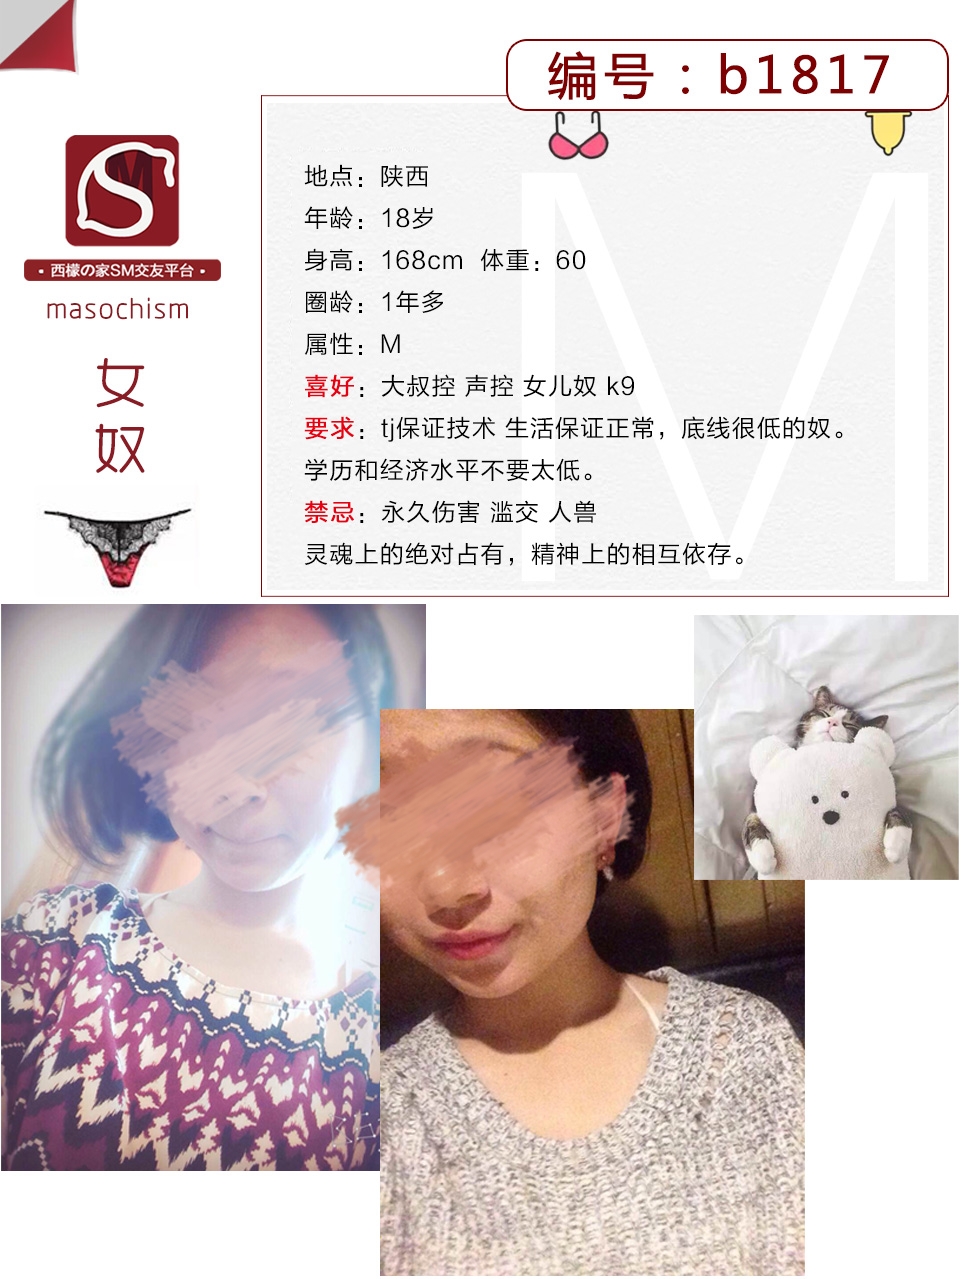 编号：b1817
地点：陕西
年龄：18岁
身高：168cm 体重：60
圈龄：1年多
属性：M
喜好：大叔控 声控 女儿奴 k9
要求：tj保证技术 生活保证正常，底线很低的奴。
学历和经济水平不要太低。
禁忌：永久伤害 滥交 人兽
灵魂上的绝对占有，精神上的相互依存。
SM
·西檬の家SM交友平台·
masochism
女
奴
M